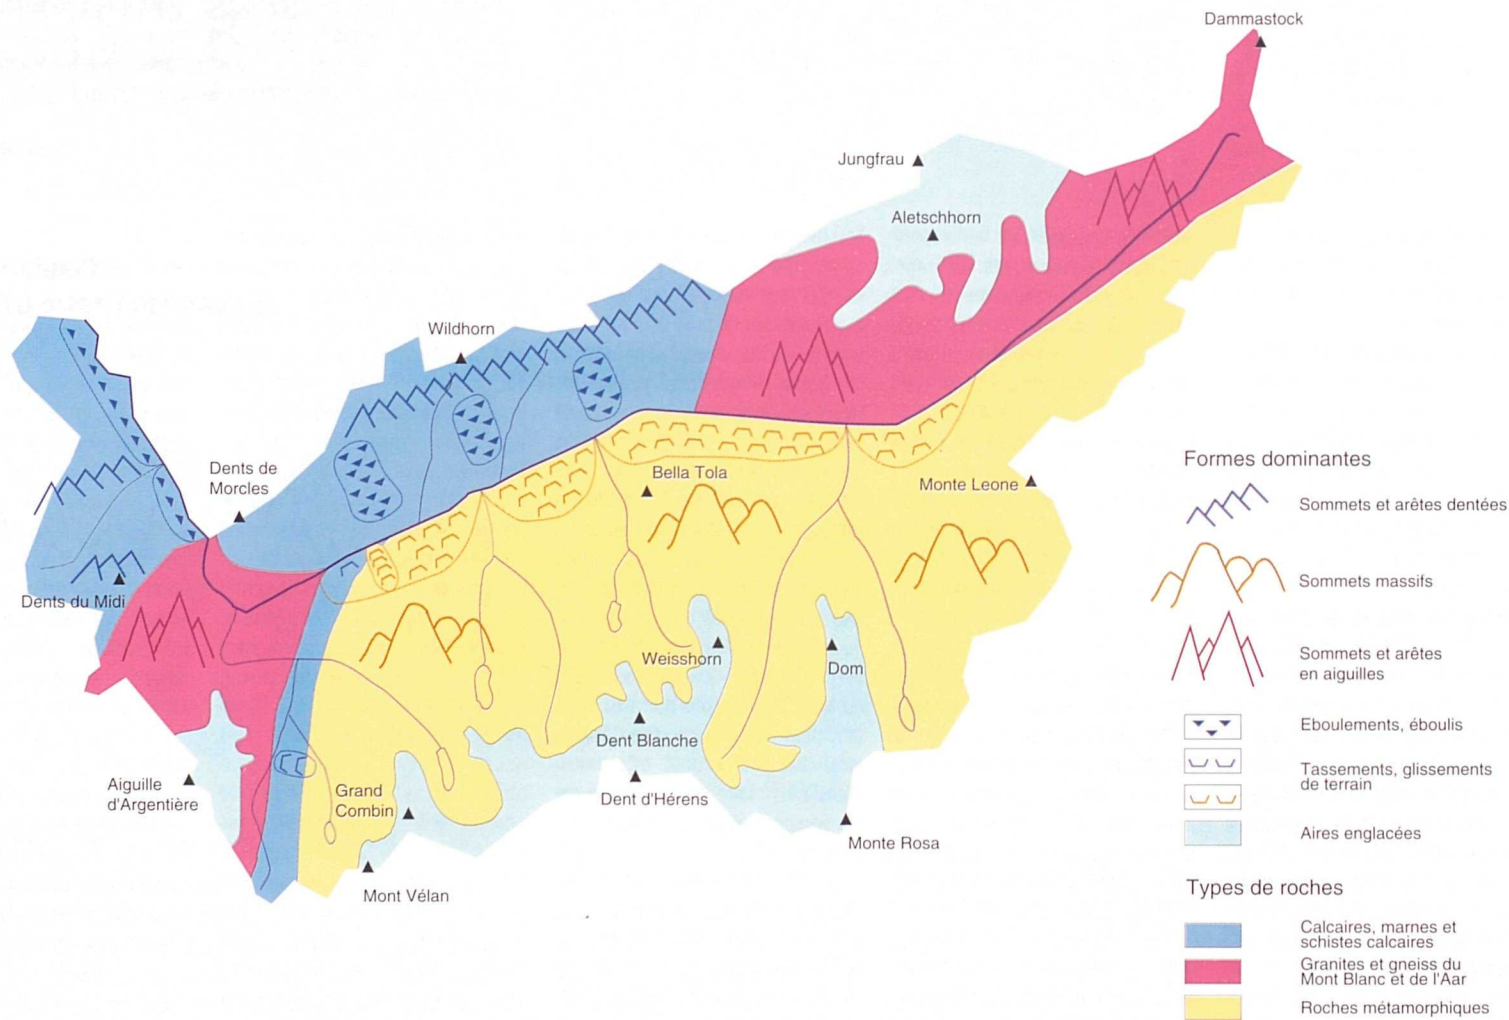 Dammastock
Jungfrau
Aletschhorn
Wildhorn
Dents de
Morcles
Bella Tola
Monte Leone
Dents du Midi
Weisshorn
Dom
Dent Blanche
Aiguille
d'Argentière
Grand
Combin
Dent d'Hérens
Monte Rosa
Mont Vélan
Formes dominantes
Sommets et arêtes dentées
Sommets massifs
Sommets et arêtes
en aiguilles
Eboulements, éboulis
Tassements, glissements
de terrain
Aires englacées
Types de roches
Calcaires, marnes et
schistes calcaires
Granites et gneiss du
Mont Blanc et de l'Aar
Roches métamorphiques